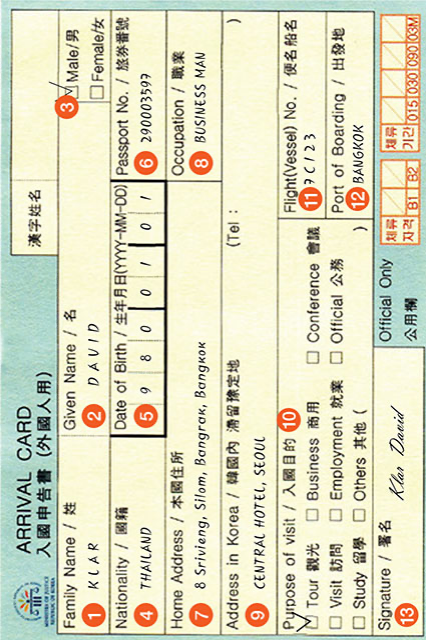 ARRIVAL CARD
入國申告書 (外國人用)
漢字姓名
MINISTRY OF JUSTICE
REPUBLIC OF KOREA
Family Name / 姓
Given Name / 名
③ Male/男
Female/女
① KLAR
② DAVID
Nationality / 國籍
Date of Birth / 生年月日(YYYY-MM-DD)
Passport No. / 旅券番號
④ THAILAND
⑤ 9 8 0 0 1 0 1
⑥ 290003599
Home Address / 本國住所
Occupation / 職業
⑦ 8 Srivieng, Silom, Bangrak, Bangkok
⑧ BUSINESS MAN
Address in Korea / 韓國內 滯留豫定地
(Tel : )
⑨ CENTRAL HOTEL, SEOUL
Purpose of visit / 入國目的 ⑩
Flight(Vessel) No. / 便名船名
Tour 觀光 Business 商用 Conference 會議
⑪ 7C123
Visit 訪問 Employment 就業 Official 公務
Port of Boarding / 出發地
Study 留學 Others 其他 ( )
⑫ BANGKOK
Signature / 署名
Official Only
체류
자격
B1 B2
체류
기간
015 030 090 03M
⑬ Klar David
公用欄